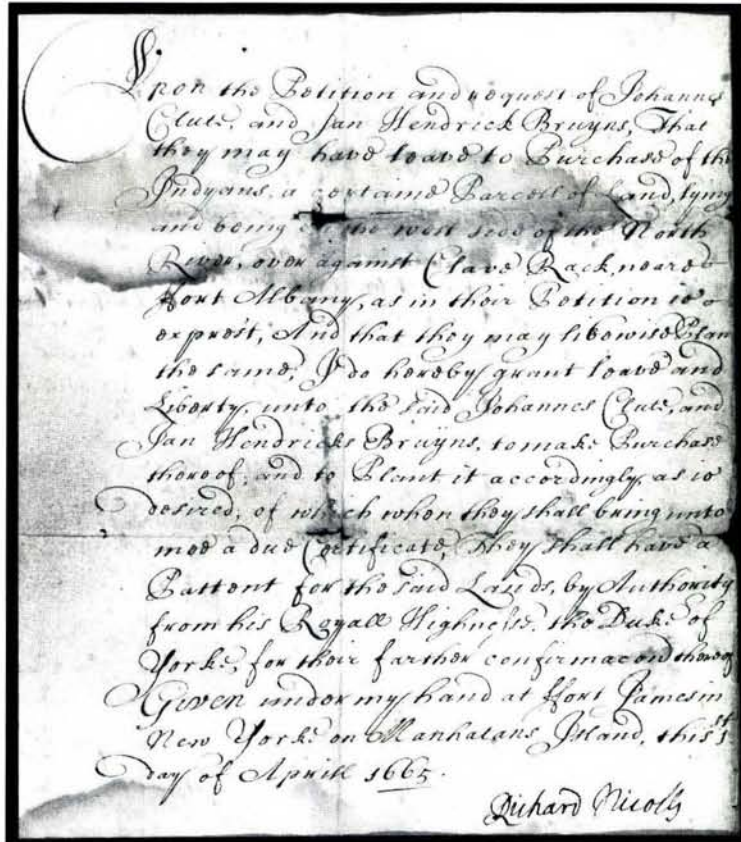 Upon the Petition and request of Johannes
Clute, and Jan Hendrick Bruyns, That
they may have leave to Purchase of the
Indyans, a certaine Parcell of Land, lying
and being on the west side of the North
River, over against Clave Rack, neare
ffort Albany, as in their Petition is
exprest, And that they may likewise Plant
the same, I do hereby grant leave and
Liberty unto the said Johannes Clute, and
Jan Hendricks Bruyns, to make Purchase
thereof, and to Plant it accordingly, as is
desired, of which when they shall bring unto
mee a due Certificate, They shall have a
Pattent for the said Lands, by Authority
from his Royall Highnesse, the Duke of
Yorke, for their farther confirmacon thereof
Given under my hand at ffort James in
New Yorke on Manhatans Island, this 1st
day of Aprill 1665.
Richard Nicolls